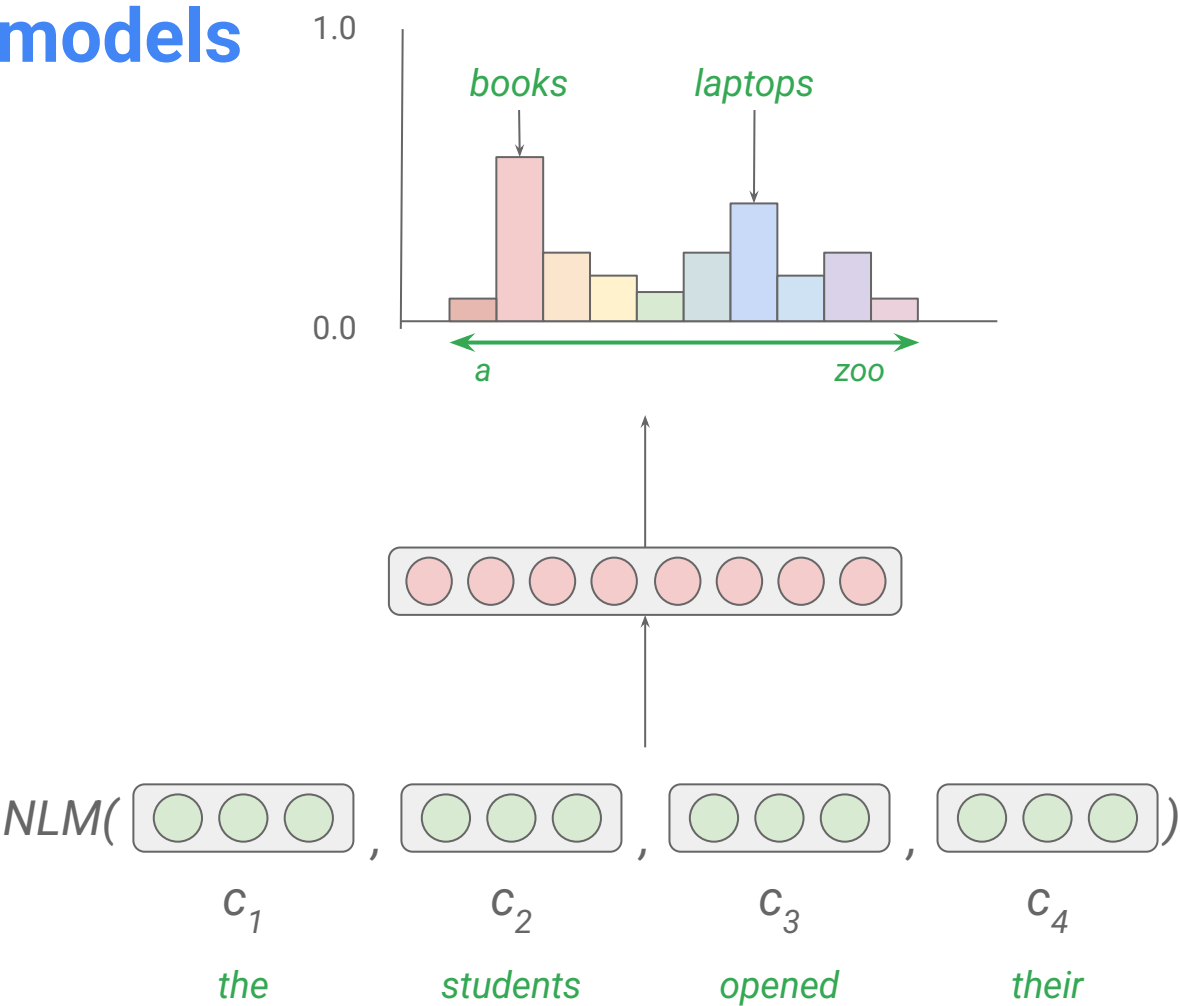 models
1.0
books laptops
0.0
a zoo
NLM( , , , )
c1 c2 c3 c4
the students opened their